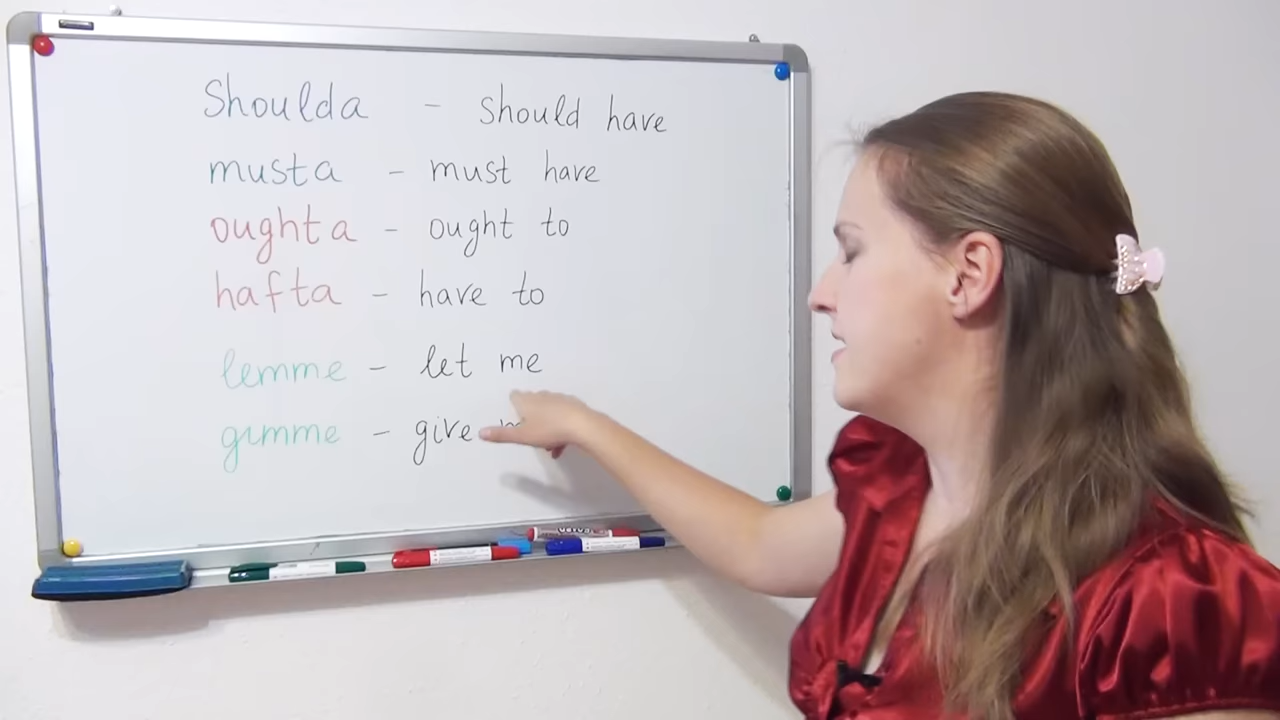 Shoulda - should have
musta - must have
oughta - ought to
hafta - have to
lemme - let me
gimme - give